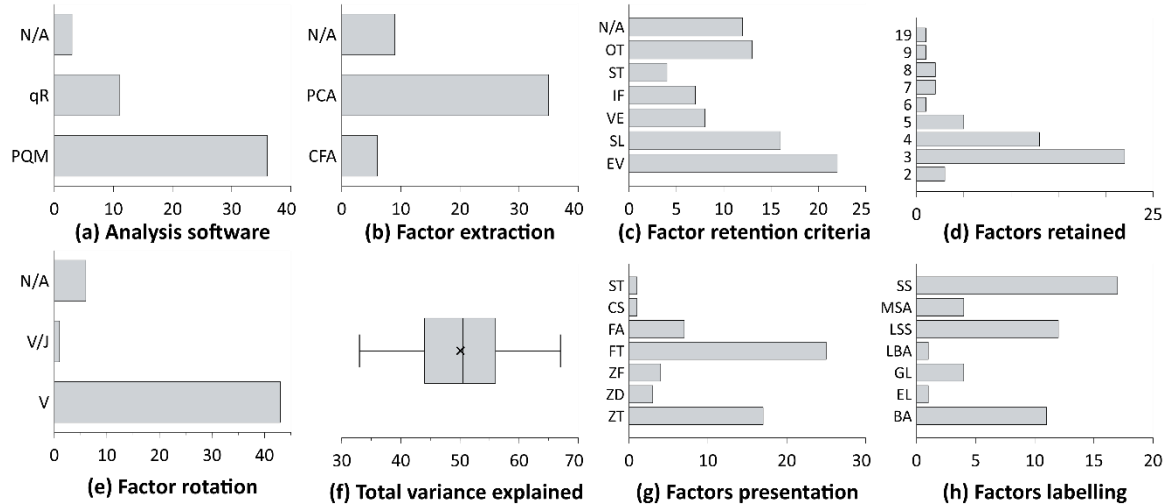 N/A
qR
PQM
0 10 20 30 40
(a) Analysis software
N/A
PCA
CFA
0 10 20 30 40
(b) Factor extraction
N/A
OT
ST
IF
VE
SL
EV
0 5 10 15 20 25
(c) Factor retention criteria
19
9
8
7
6
5
4
3
2
0 25
(d) Factors retained
N/A
V/J
V
0 10 20 30 40
(e) Factor rotation
30 40 50 60 70
(f) Total variance explained
ST
CS
FA
FT
ZF
ZD
ZT
0 10 20 30
(g) Factors presentation
SS
MSA
LSS
LBA
GL
EL
BA
0 5 10 15 20
(h) Factors labelling